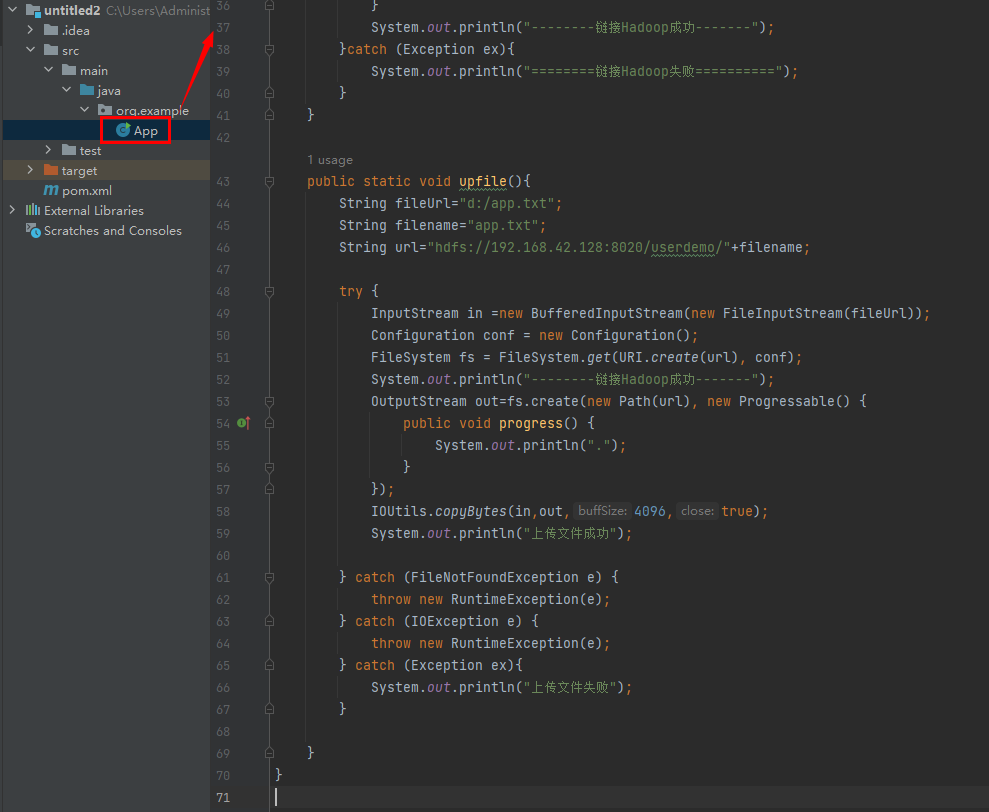 untitled2 C:\Users\Administ
.idea
src
main
java
org.example
App
test
target
pom.xml
External Libraries
Scratches and Consoles
36 }
37 System.out.println("--------链接Hadoop成功-------");
38 }catch (Exception ex){
39 System.out.println("========链接Hadoop失败==========");
40 }
41 }
42
1 usage
43 public static void upfile(){
44 String fileUrl="d:/app.txt";
45 String filename="app.txt";
46 String url="hdfs://192.168.42.128:8020/userdemo/"+filename;
47
48 try {
49 InputStream in =new BufferedInputStream(new FileInputStream(fileUrl));
50 Configuration conf = new Configuration();
51 FileSystem fs = FileSystem.get(URI.create(url), conf);
52 System.out.println("--------链接Hadoop成功-------");
53 OutputStream out=fs.create(new Path(url), new Progressable() {
54 public void progress() {
55 System.out.println(".");
56 }
57 });
58 IOUtils.copyBytes(in,out, buffSize: 4096, close: true);
59 System.out.println("上传文件成功");
60
61 } catch (FileNotFoundException e) {
62 throw new RuntimeException(e);
63 } catch (IOException e) {
64 throw new RuntimeException(e);
65 } catch (Exception ex){
66 System.out.println("上传文件失败");
67 }
68
69 }
70 }
71